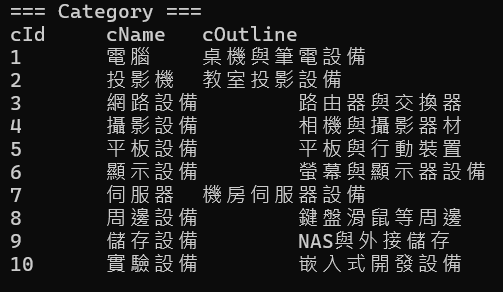 === Category ===
cId cName cOutline
1 電腦 桌機與筆電設備
2 投影機 教室投影設備
3 網路設備 路由器與交換器
4 攝影設備 相機與攝影器材
5 平板設備 平板與行動裝置
6 顯示設備 螢幕與顯示器設備
7 伺服器 機房伺服器設備
8 周邊設備 鍵盤滑鼠等周邊
9 儲存設備 NAS與外接儲存
10 實驗設備 嵌入式開發設備